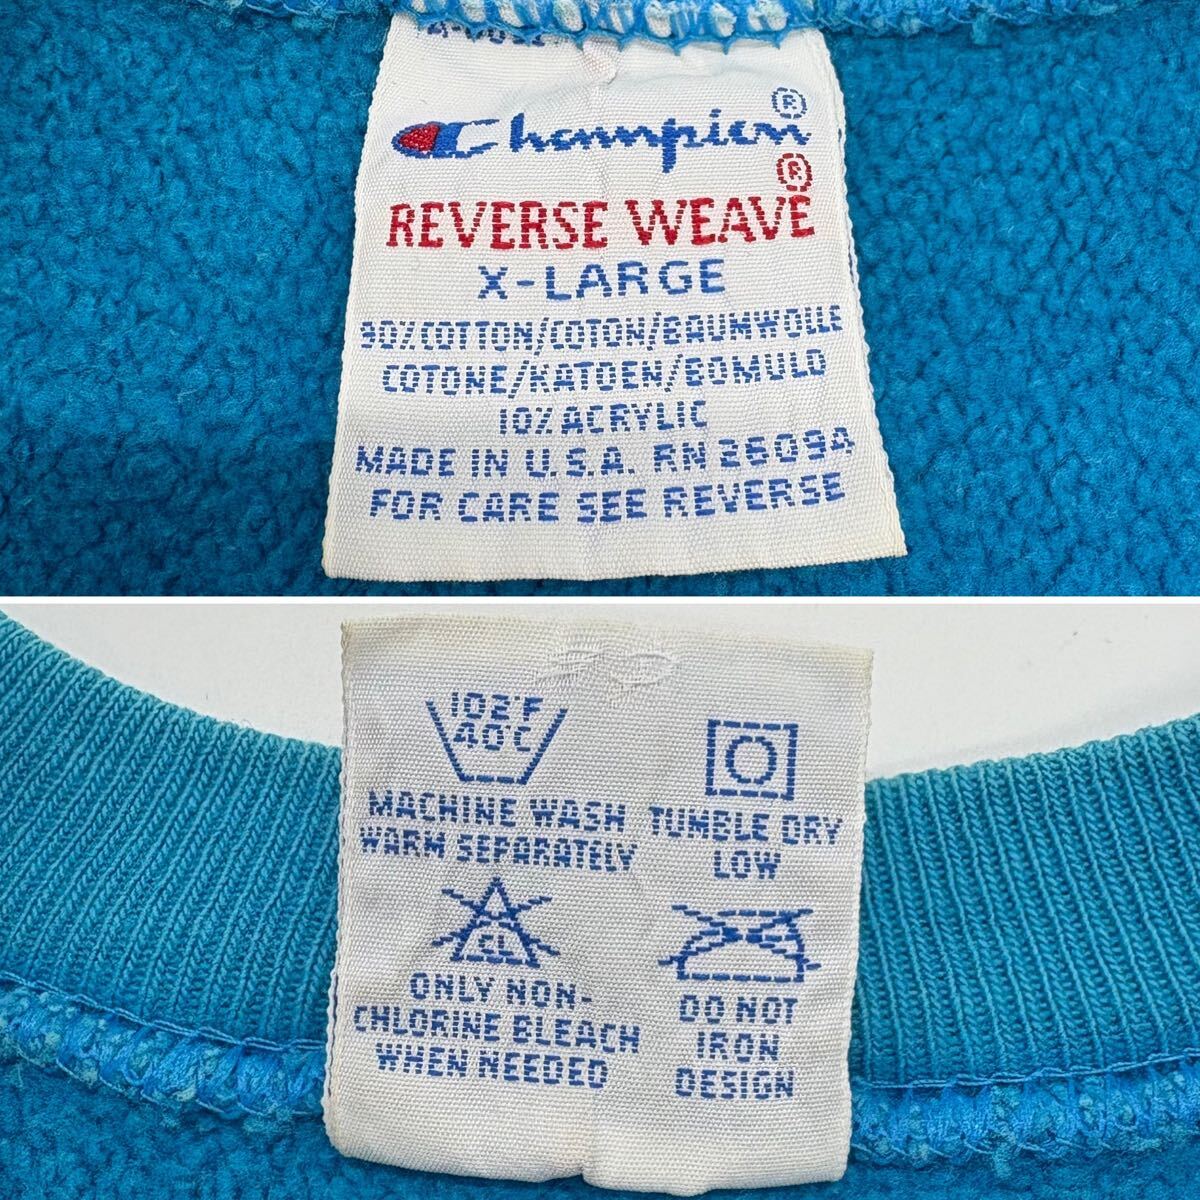 Champion®
REVERSE WEAVE®
X-LARGE
90% COTTON/COTON/BAUMWOLLE
COTONE/KATOEN/BOMULD
10% ACRYLIC
MADE IN U.S.A. RN 26094
FOR CARE SEE REVERSE
102°F
40°C
MACHINE WASH
WARM SEPARATELY
TUMBLE DRY
LOW
CL
ONLY NON-
CHLORINE BLEACH
WHEN NEEDED
DO NOT
IRON
DESIGN